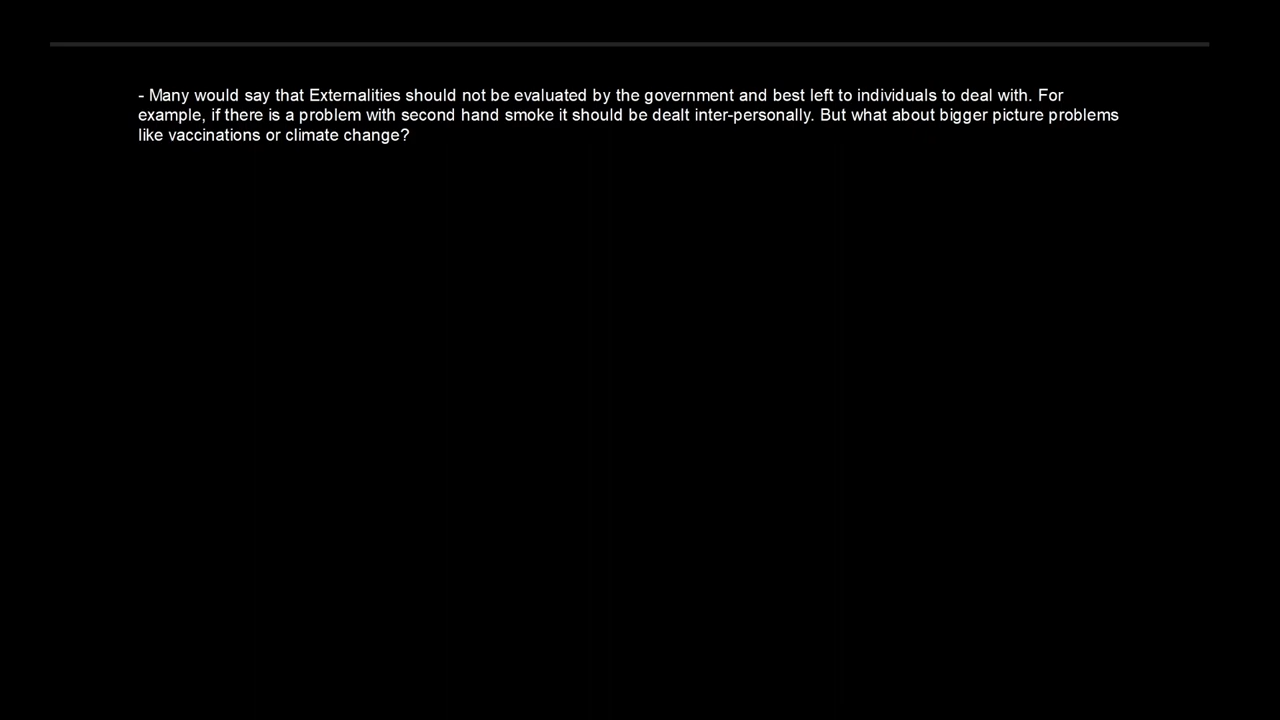 - Many would say that Externalities should not be evaluated by the government and best left to individuals to deal with. For
example, if there is a problem with second hand smoke it should be dealt inter-personally. But what about bigger picture problems
like vaccinations or climate change?